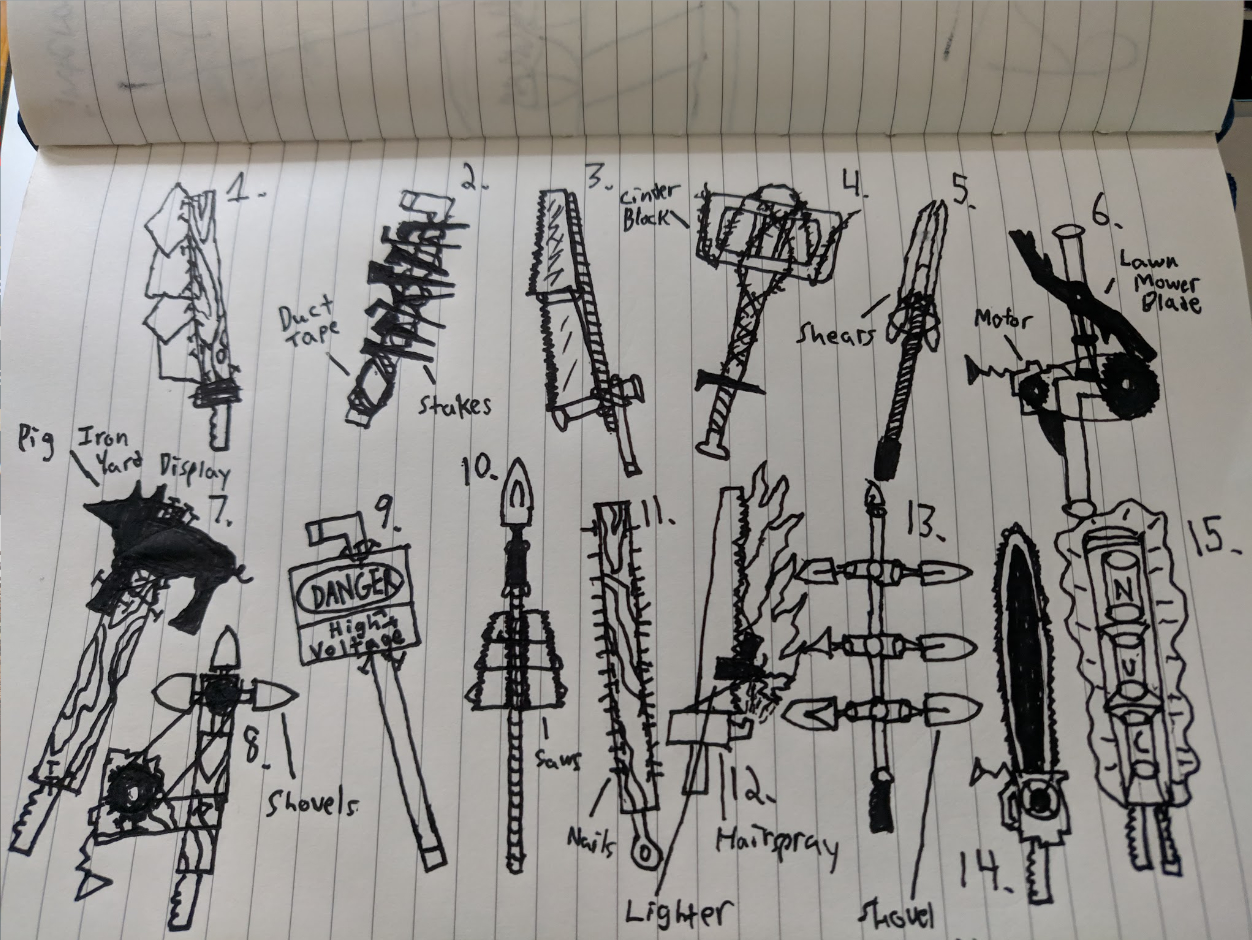 1.
2.
3.
4.
5.
6.
Cinder
Block
Lawn
Mower
Blade
Duct
Tape
Shears
Motor
Stakes
Pig Iron
Yard Display
7.
8.
9.
10.
11.
12.
13.
14.
15.
DANGER
High
Voltage
Shovels
Saws
Nails
Hairspray
Lighter
Shovel